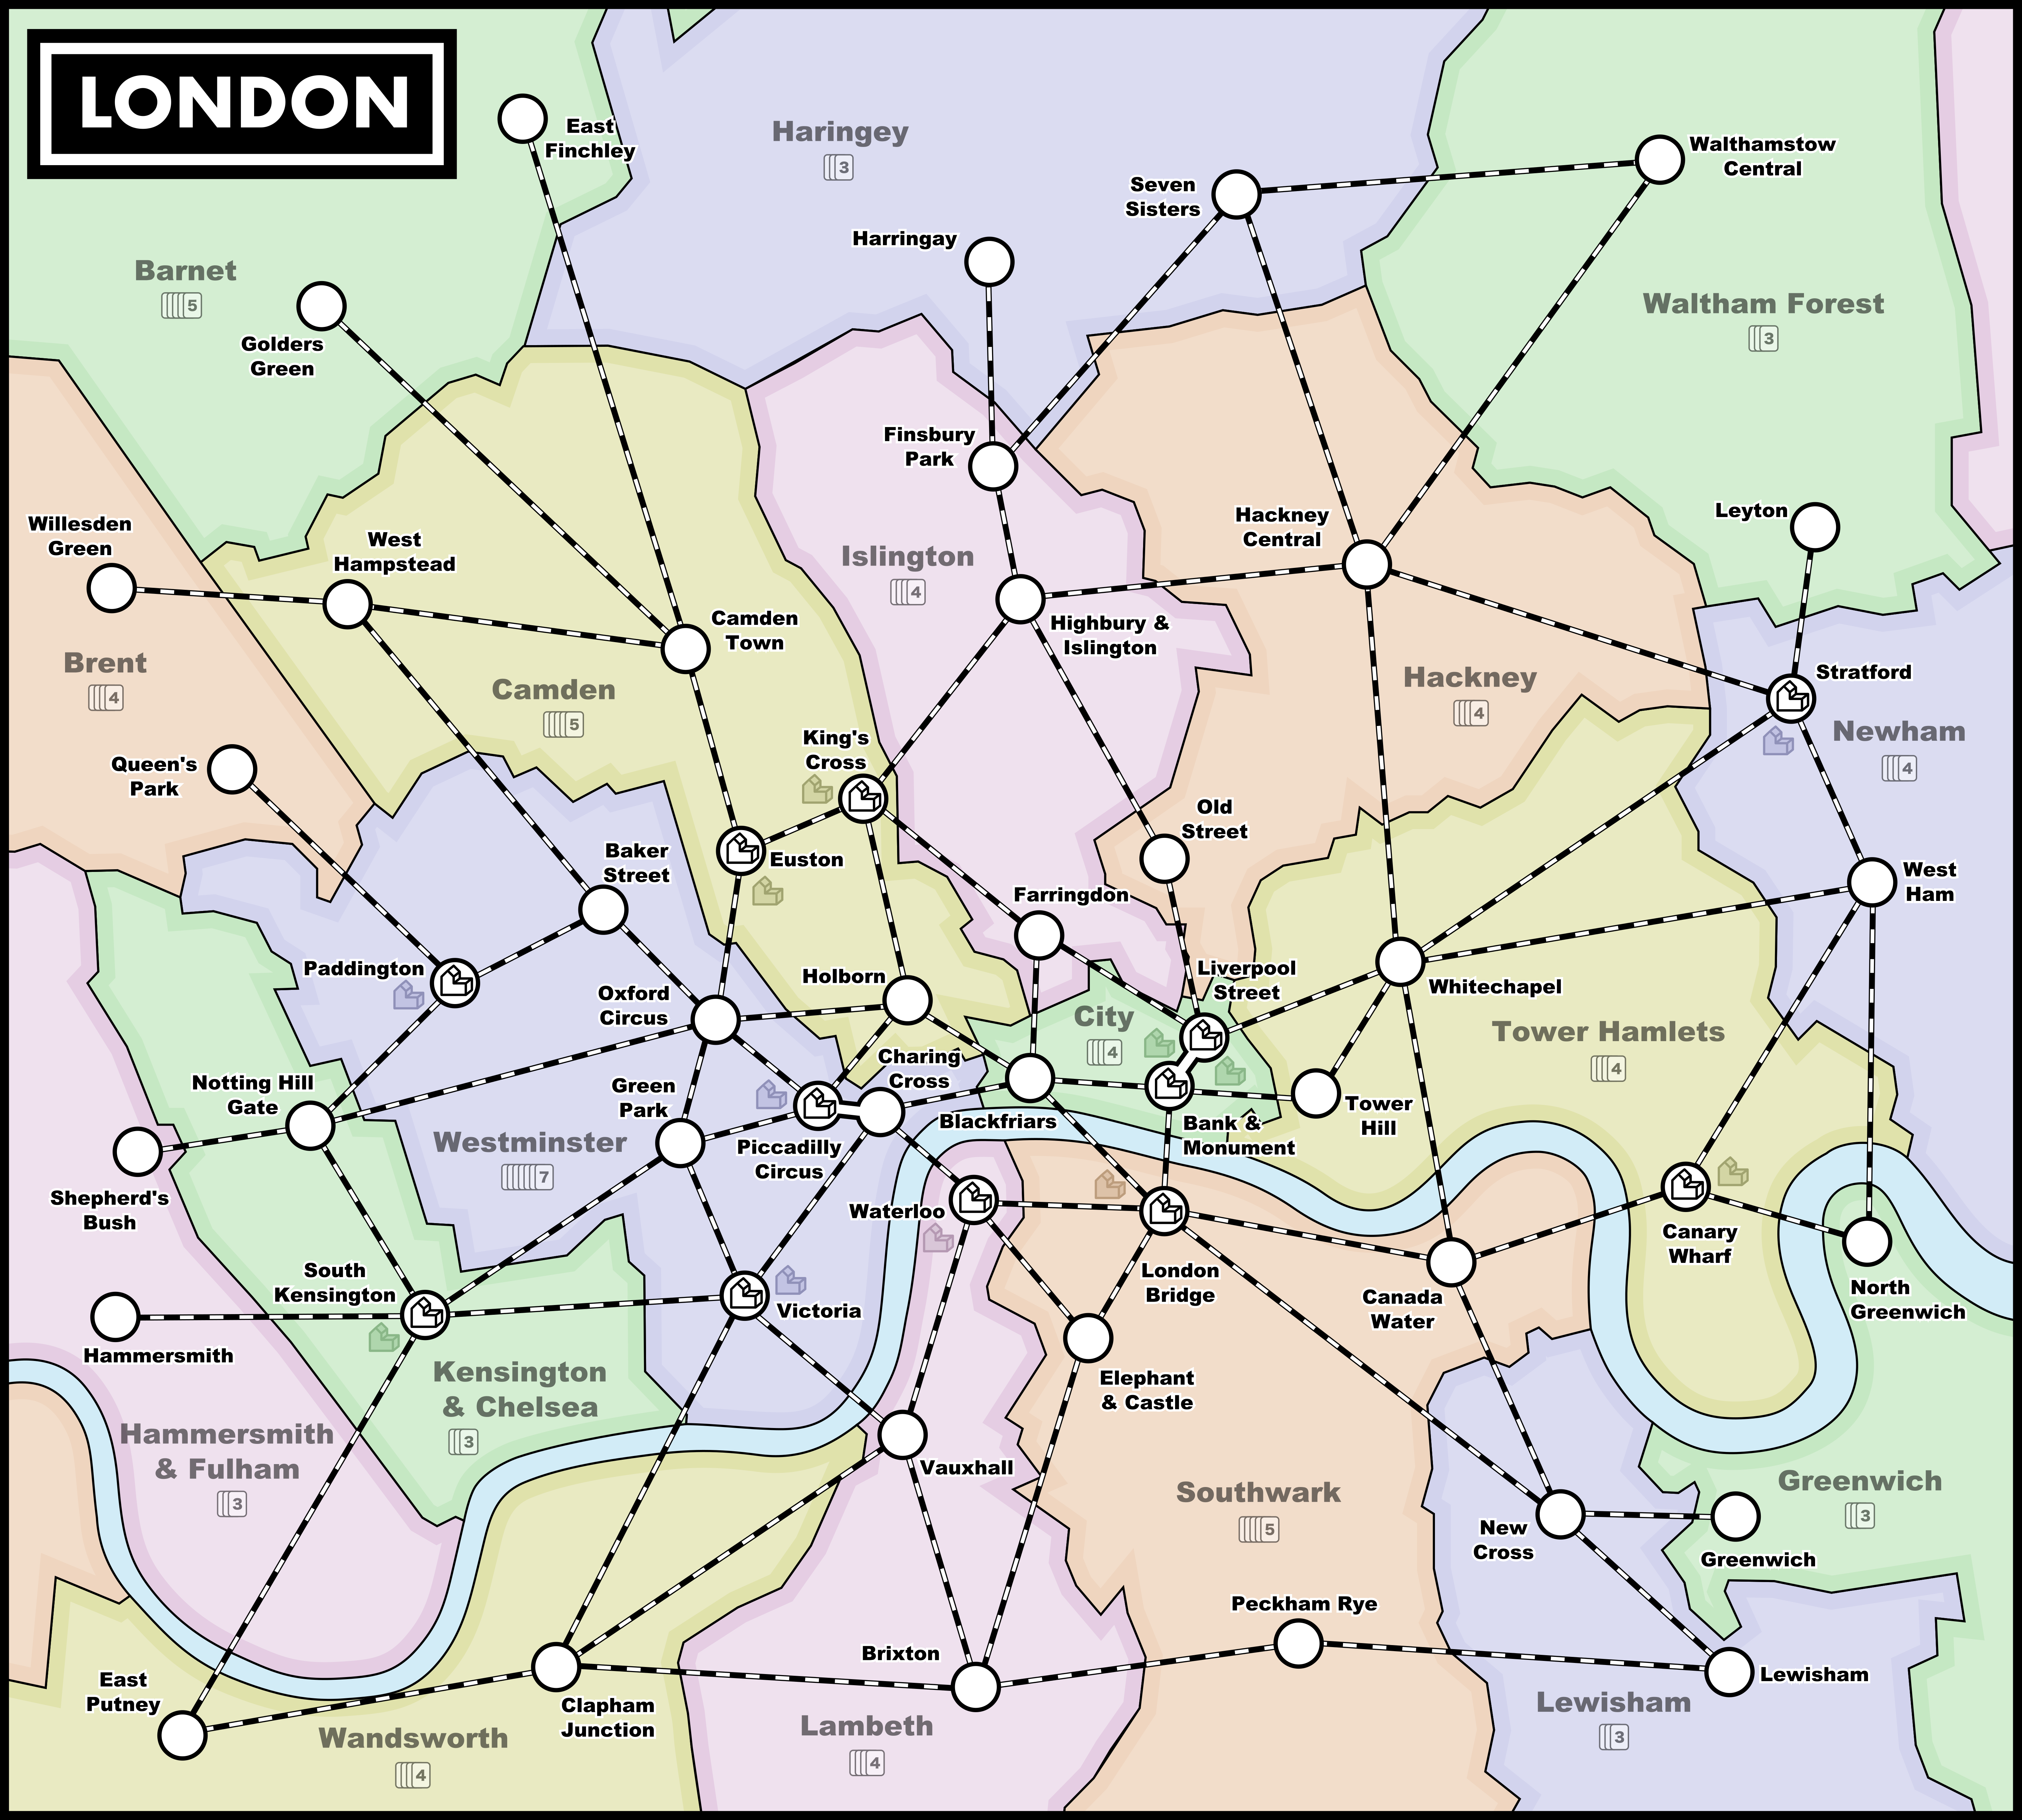 LONDON
East
Finchley
Haringey
3
Walthamstow
Central
Seven
Sisters
Harringay
Barnet
5
Waltham Forest
3
Golders
Green
Finsbury
Park
Willesden
Green
West
Hampstead
Hackney
Central
Leyton
Islington
4
Camden
Town
Highbury &
Islington
Brent
4
Camden
5
Hackney
4
Stratford
Newham
4
King's
Cross
Queen's
Park
Old
Street
Baker
Street
Euston
West
Ham
Farringdon
Paddington
Holborn
Liverpool
Street
Whitechapel
Oxford
Circus
City
4
Tower Hamlets
4
Charing
Cross
Notting Hill
Gate
Green
Park
Blackfriars
Bank &
Monument
Tower
Hill
Westminster
7
Piccadilly
Circus
Shepherd's
Bush
Waterloo
Canary
Wharf
South
Kensington
London
Bridge
Canada
Water
North
Greenwich
Victoria
Hammersmith
Kensington
& Chelsea
3
Elephant
& Castle
Hammersmith
& Fulham
3
Vauxhall
Southwark
5
Greenwich
3
New
Cross
Greenwich
Peckham Rye
Brixton
East
Putney
Clapham
Junction
Lewisham
Wandsworth
4
Lambeth
4
Lewisham
3